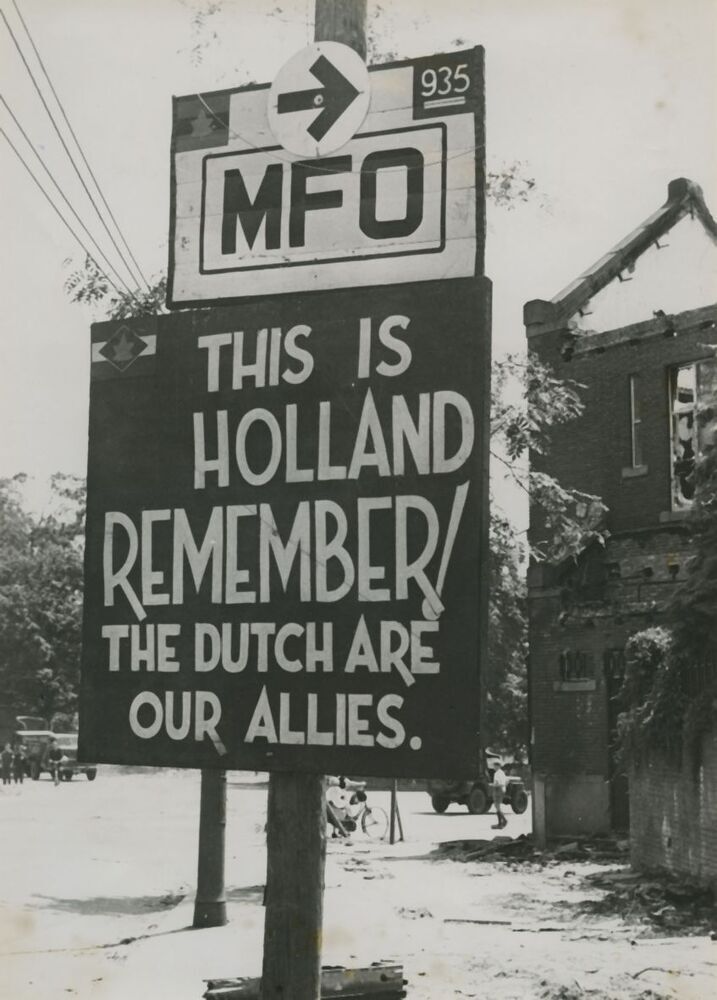 935
MFO
THIS IS
HOLLAND
REMEMBER!
THE DUTCH ARE
OUR ALLIES.